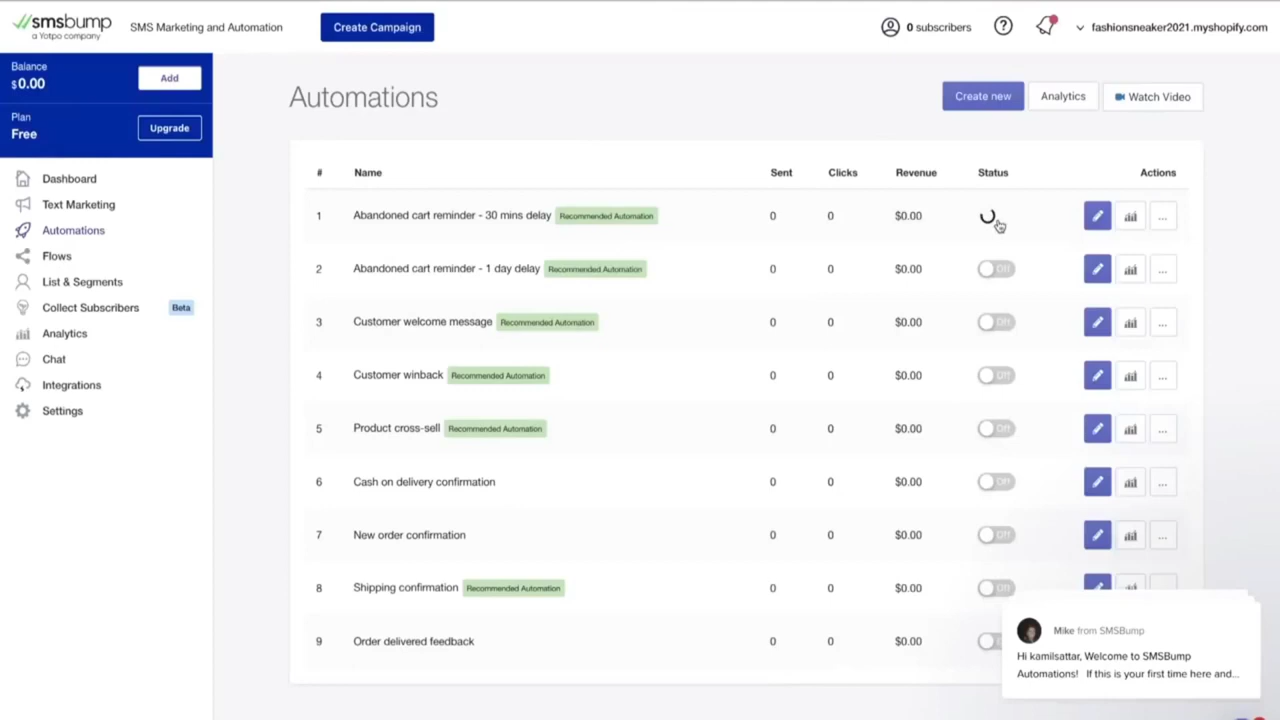 smsbump
a Yotpo company
SMS Marketing and Automation
Create Campaign
0 subscribers
fashionsneaker2021.myshopify.com
Balance
$0.00
Add
Plan
Free
Upgrade
Dashboard
Text Marketing
Automations
Flows
List & Segments
Collect Subscribers Beta
Analytics
Chat
Integrations
Settings
Automations
Create new
Analytics
Watch Video
# Name Sent Clicks Revenue Status Actions
1 Abandoned cart reminder - 30 mins delay Recommended Automation 0 0 $0.00 ...
2 Abandoned cart reminder - 1 day delay Recommended Automation 0 0 $0.00 Off ...
3 Customer welcome message Recommended Automation 0 0 $0.00 Off ...
4 Customer winback Recommended Automation 0 0 $0.00 Off ...
5 Product cross-sell Recommended Automation 0 0 $0.00 Off ...
6 Cash on delivery confirmation 0 0 $0.00 Off ...
7 New order confirmation 0 0 $0.00 Off ...
8 Shipping confirmation Recommended Automation 0 0 $0.00 Off
9 Order delivered feedback 0 0 $0.00
Mike from SMSBump
Hi kamilsattar, Welcome to SMSBump
Automations! If this is your first time here and...